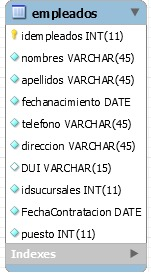 empleados
idempleados INT(11)
nombres VARCHAR(45)
apellidos VARCHAR(45)
fechanacimiento DATE
telefono VARCHAR(45)
direccion VARCHAR(45)
DUI VARCHAR(15)
idsucursales INT(11)
FechaContratacion DATE
puesto INT(11)
Indexes